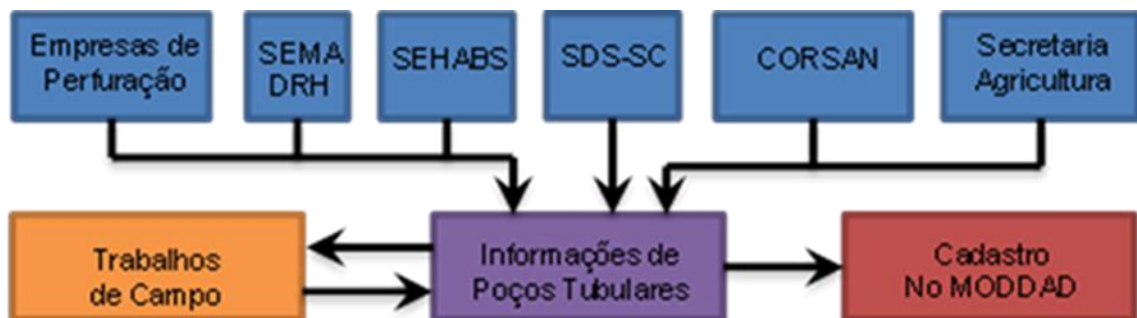 Empresas de
Perfuração
SEMA
DRH
SEHABS
SDS-SC
CORSAN
Secretaria
Agricultura
Trabalhos
de Campo
Informações de
Poços Tubulares
Cadastro
No MODDAD